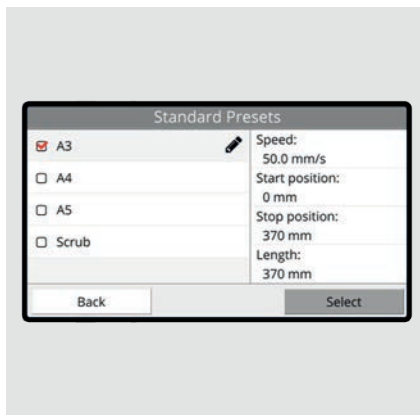 Standard Presets
A3
A4
A5
Scrub
Speed:
50.0 mm/s
Start position:
0 mm
Stop position:
370 mm
Length:
370 mm
Back
Select